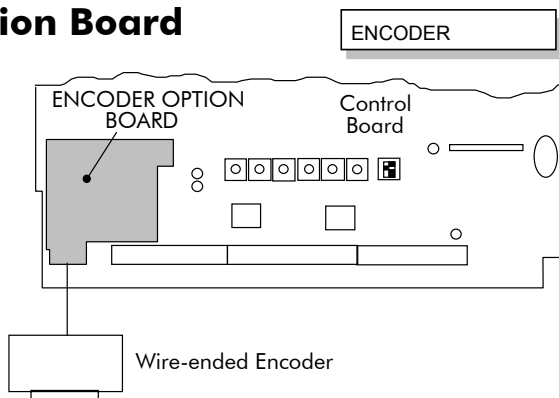 ion Board
ENCODER
ENCODER OPTION
BOARD
Control
Board
Wire-ended Encoder